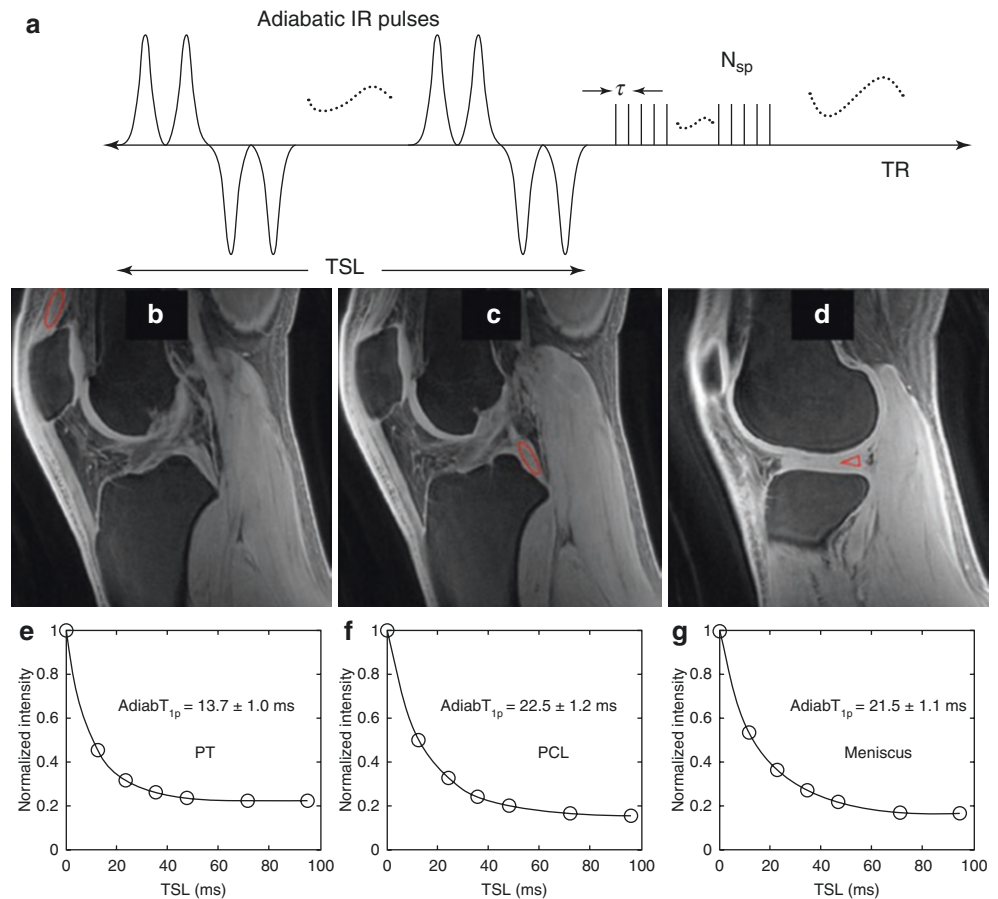 a
Adiabatic IR pulses
N_sp
τ
TR
TSL
b
c
d
e
Normalized intensity
1
0.8
0.6
0.4
0.2
0
AdiabT_1p = 13.7 ± 1.0 ms
PT
0 20 40 60 80 100
TSL (ms)
f
Normalized intensity
1
0.8
0.6
0.4
0.2
0
AdiabT_1p = 22.5 ± 1.2 ms
PCL
0 20 40 60 80 100
TSL (ms)
g
Normalized intensity
1
0.8
0.6
0.4
0.2
0
AdiabT_1p = 21.5 ± 1.1 ms
Meniscus
0 20 40 60 80 100
TSL (ms)